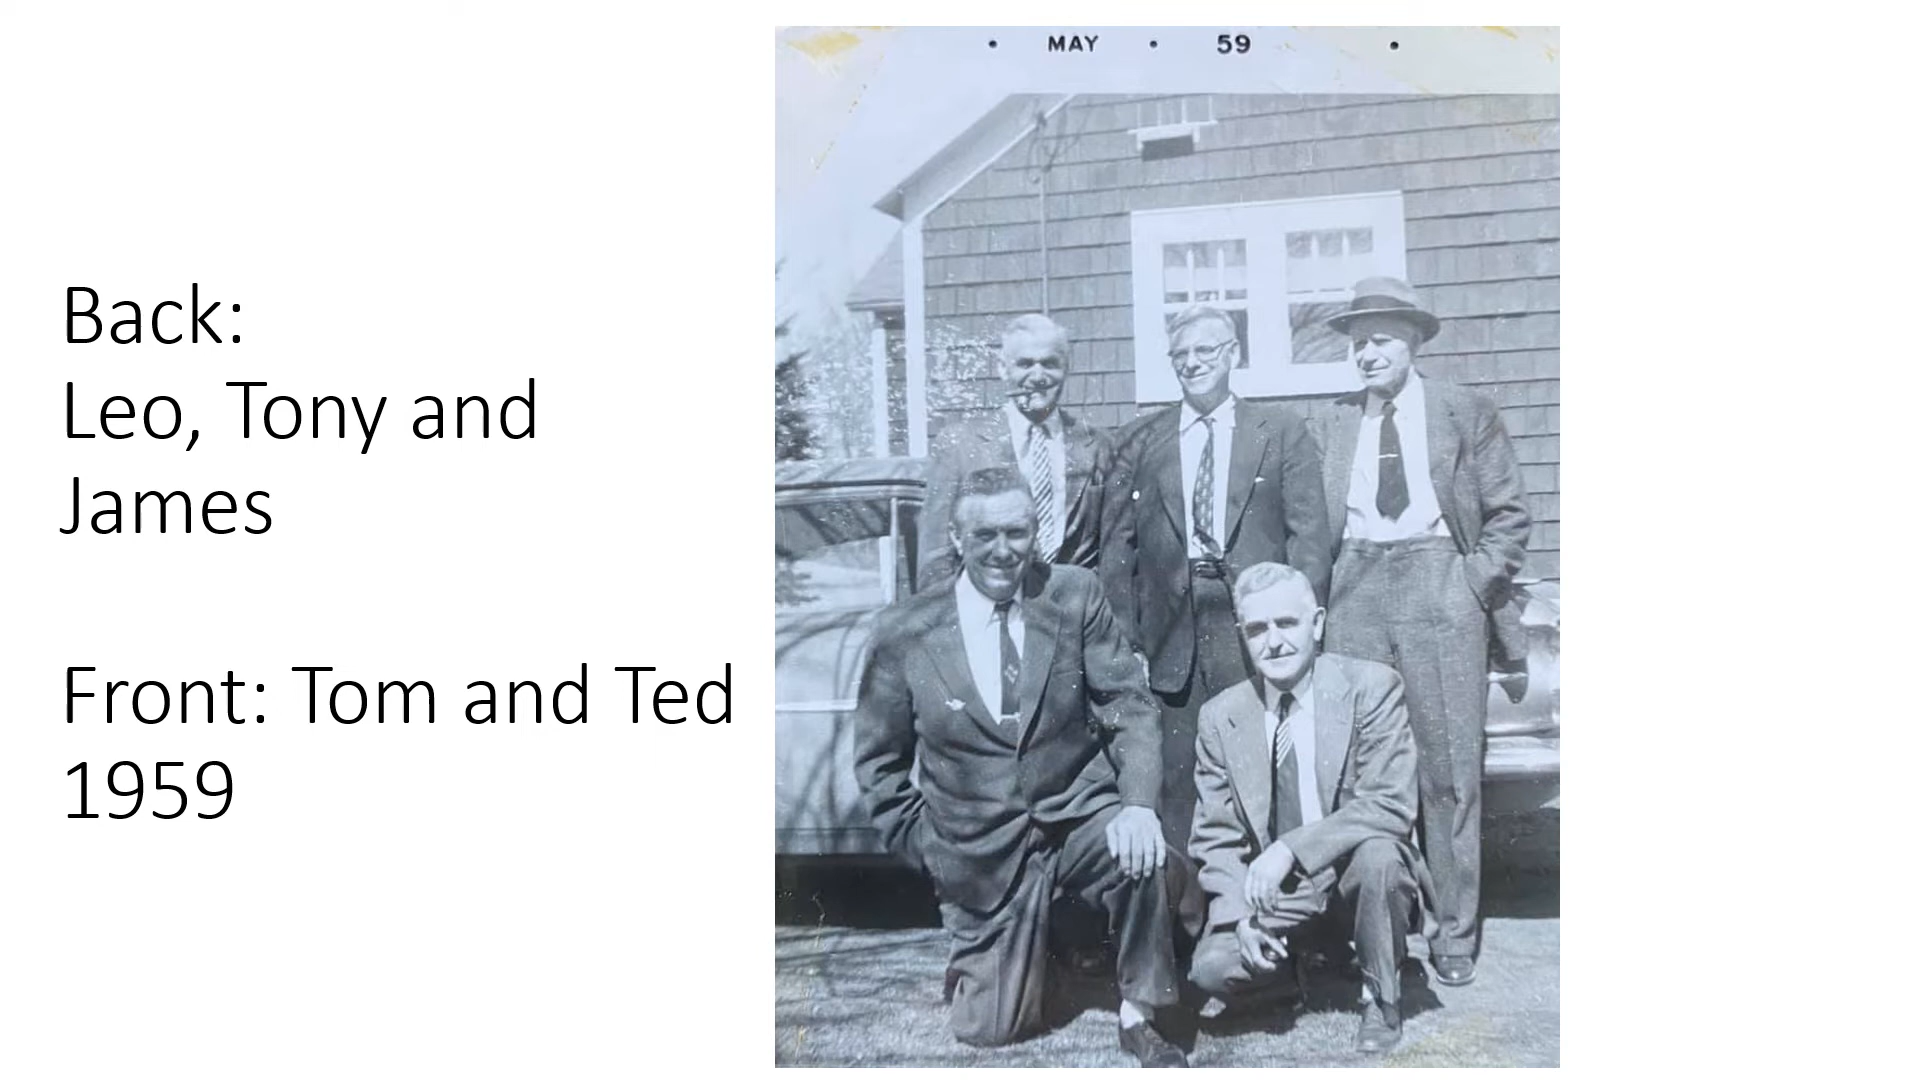 Back:
Leo, Tony and
James
Front: Tom and Ted
1959
• MAY • 59 •